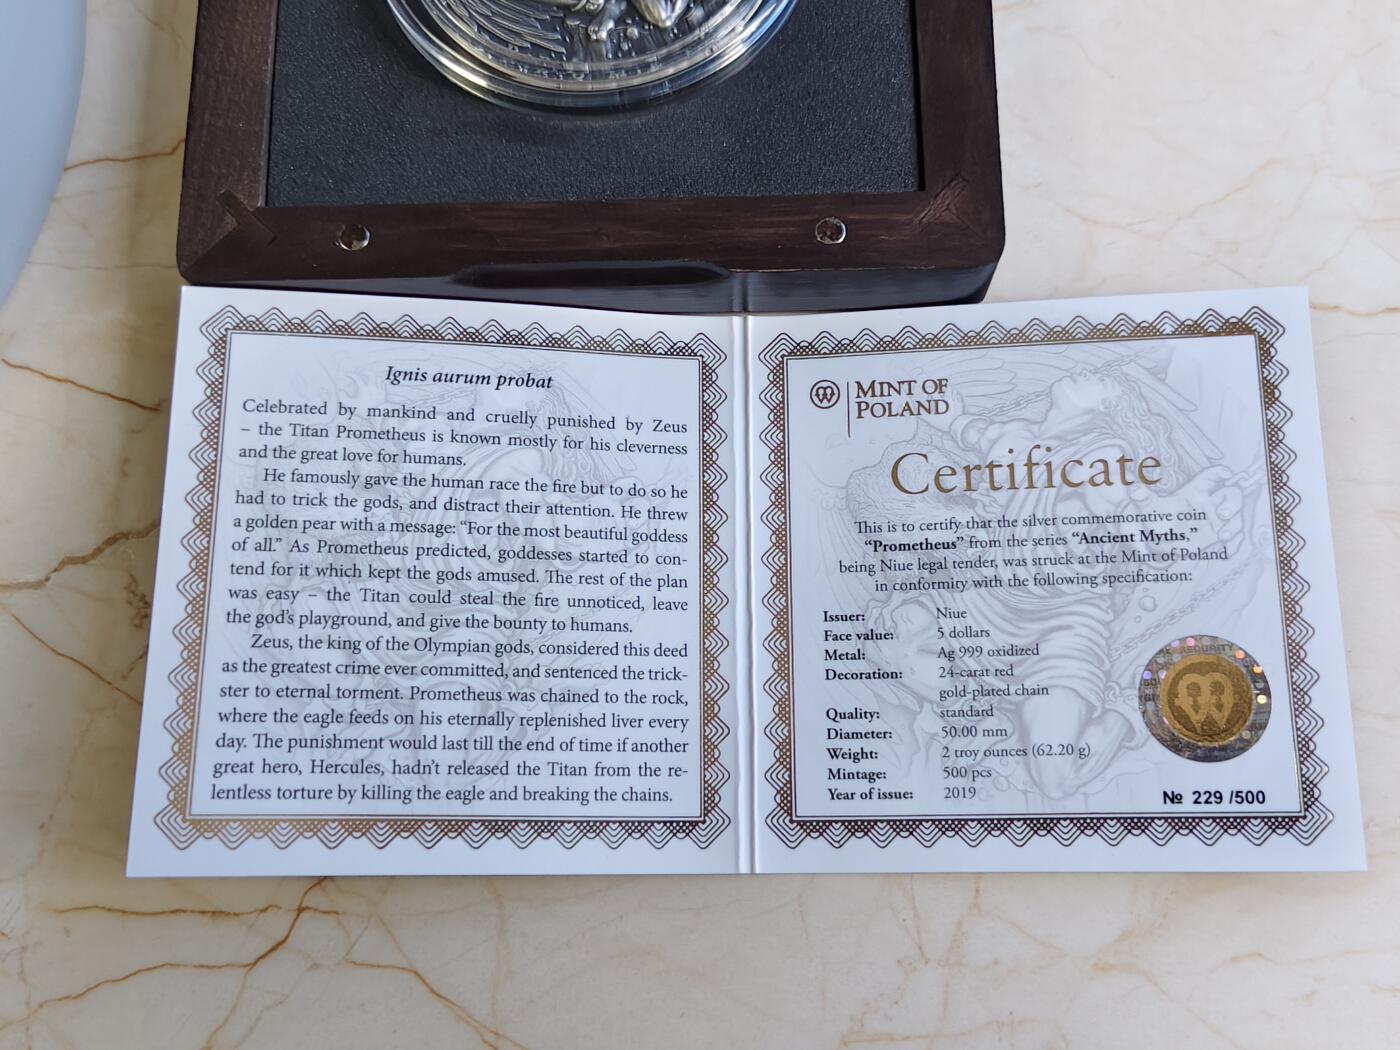 Ignis aurum probat
Celebrated by mankind and cruelly punished by Zeus
– the Titan Prometheus is known mostly for his cleverness
and the great love for humans.
He famously gave the human race the fire but to do so he
had to trick the gods, and distract their attention. He threw
a golden pear with a message: “For the most beautiful goddess
of all.” As Prometheus predicted, goddesses started to con-
tend for it which kept the gods amused. The rest of the plan
was easy – the Titan could steal the fire unnoticed, leave
the god’s playground, and give the bounty to humans.
Zeus, the king of the Olympian gods, considered this deed
as the greatest crime ever committed, and sentenced the trick-
ster to eternal torment. Prometheus was chained to the rock,
where the eagle feeds on his eternally replenished liver every
day. The punishment would last till the end of time if another
great hero, Hercules, hadn’t released the Titan from the re-
lentless torture by killing the eagle and breaking the chains.
MINT OF
POLAND
Certificate
This is to certify that the silver commemorative coin
“Prometheus” from the series “Ancient Myths,”
being Niue legal tender, was struck at the Mint of Poland
in conformity with the following specification:
Issuer: Niue
Face value: 5 dollars
Metal: Ag 999 oxidized
Decoration: 24-carat red
gold-plated chain
Quality: standard
Diameter: 50.00 mm
Weight: 2 troy ounces (62.20 g)
Mintage: 500 pcs
Year of issue: 2019
SECURITY
№ 229 /500